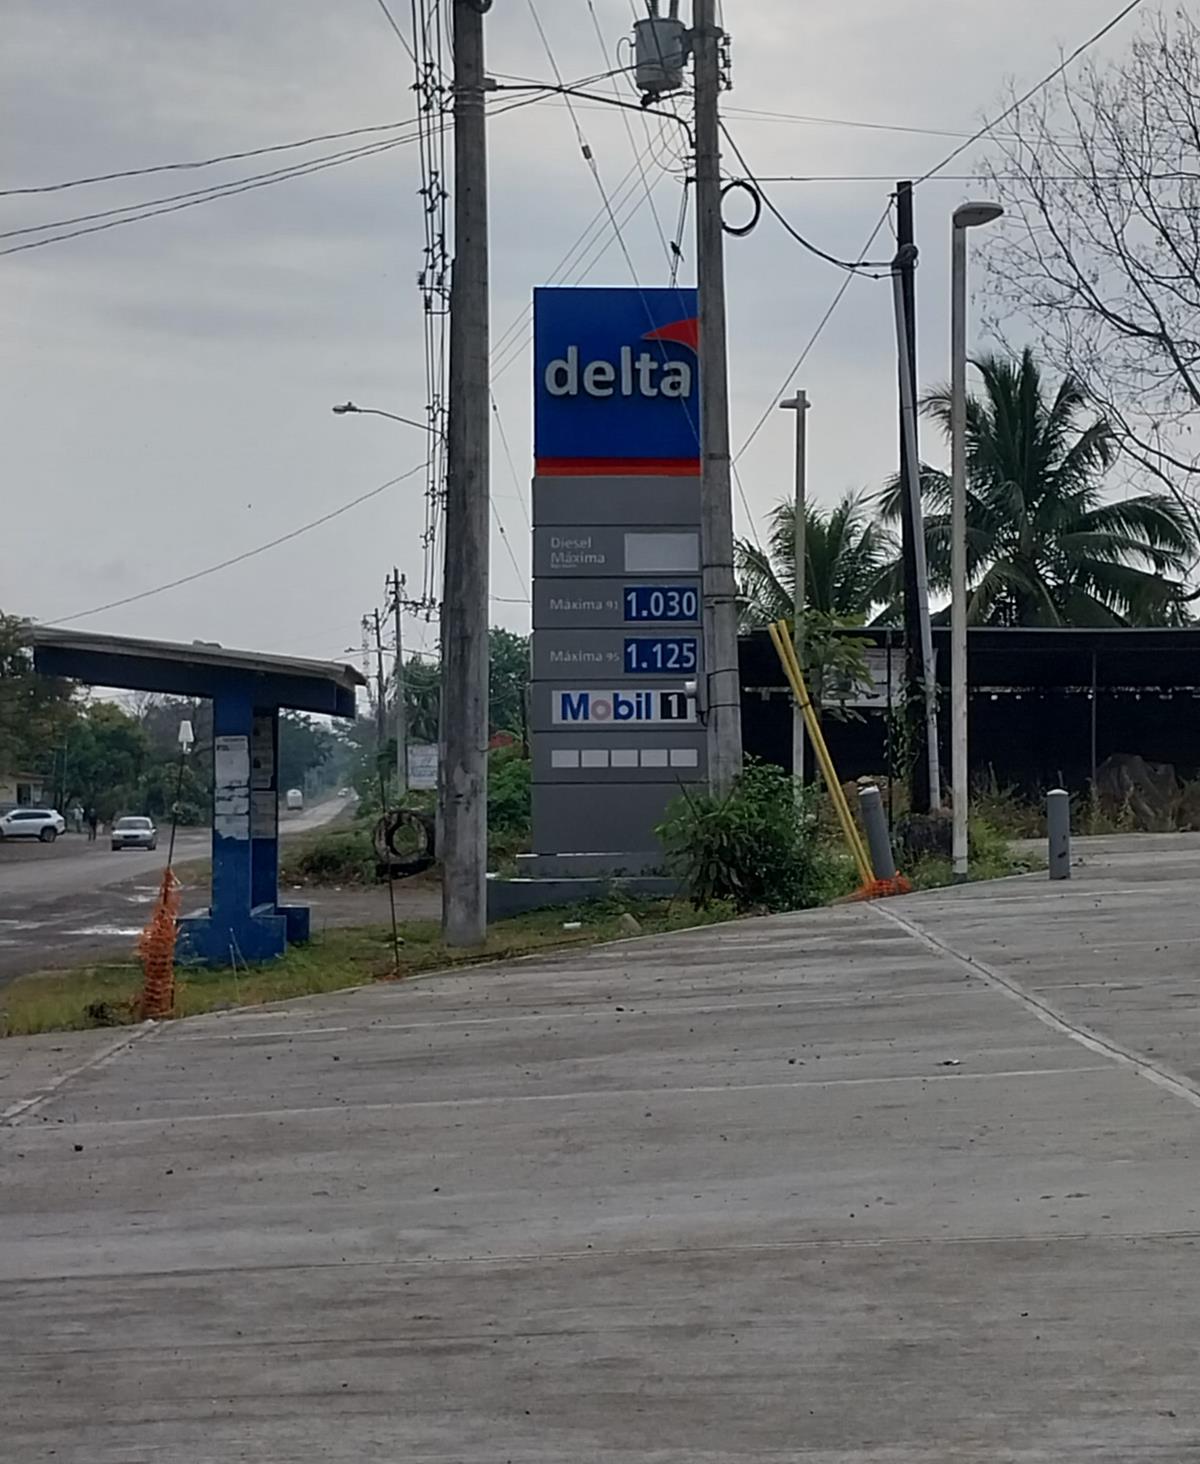 delta
Diesel
Máxima
Máxima 91 1.030
Máxima 95 1.125
Mobil 1